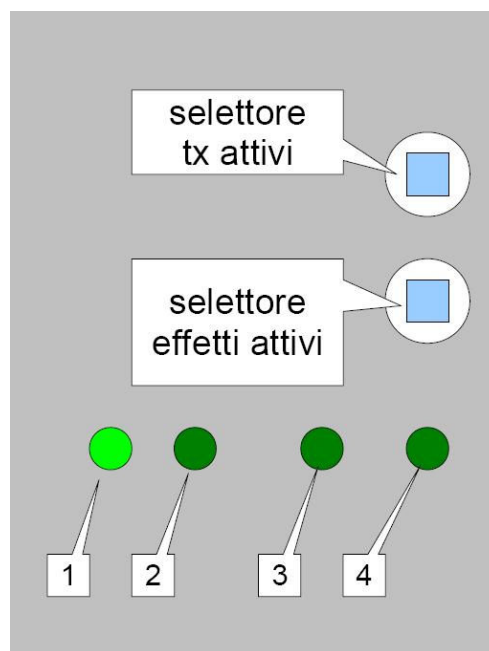 selettore
tx attivi
selettore
effetti attivi
1 2 3 4